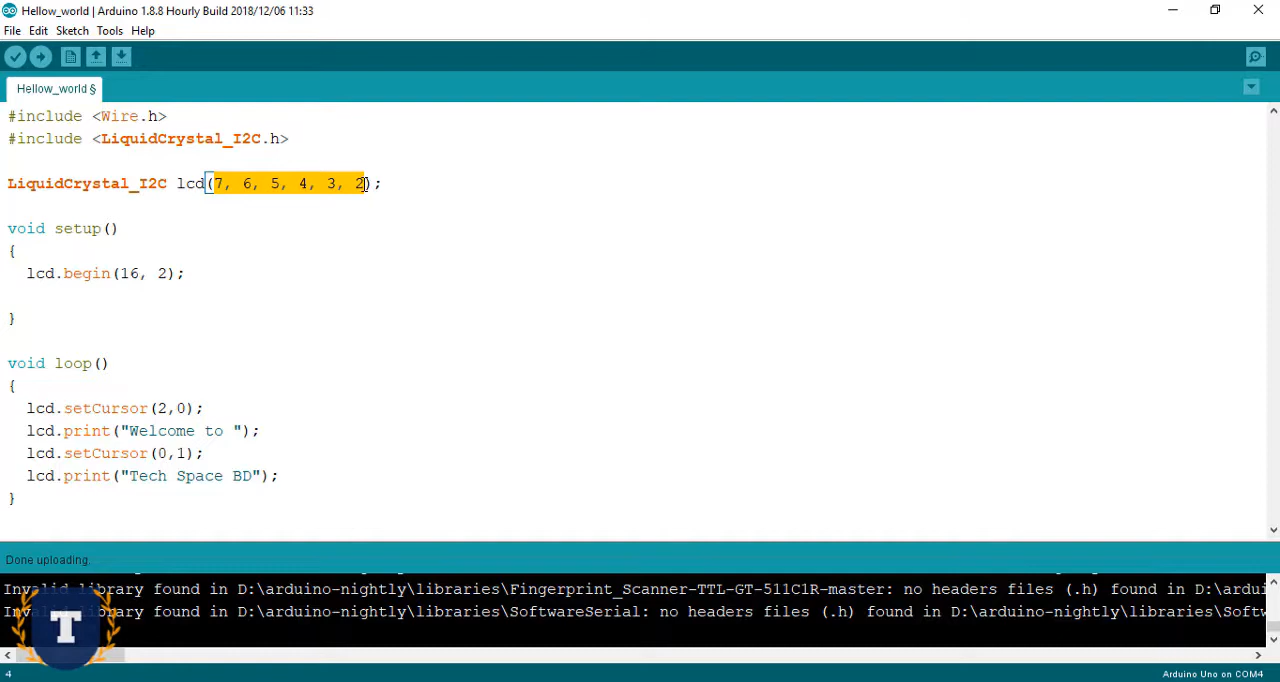 Hellow_world | Arduino 1.8.8 Hourly Build 2018/12/06 11:33
File Edit Sketch Tools Help
Hellow_world §
#include <Wire.h>
#include <LiquidCrystal_I2C.h>
LiquidCrystal_I2C lcd(7, 6, 5, 4, 3, 2);
void setup()
{
lcd.begin(16, 2);
}
void loop()
{
lcd.setCursor(2,0);
lcd.print("Welcome to ");
lcd.setCursor(0,1);
lcd.print("Tech Space BD");
}
Done uploading.
Invalid library found in D:\arduino-nightly\libraries\Fingerprint_Scanner-TTL-GT-511C1R-master: no headers files (.h) found in D:\ardui
Invalid library found in D:\arduino-nightly\libraries\SoftwareSerial: no headers files (.h) found in D:\arduino-nightly\libraries\Softw
T
4
Arduino Uno on COM4